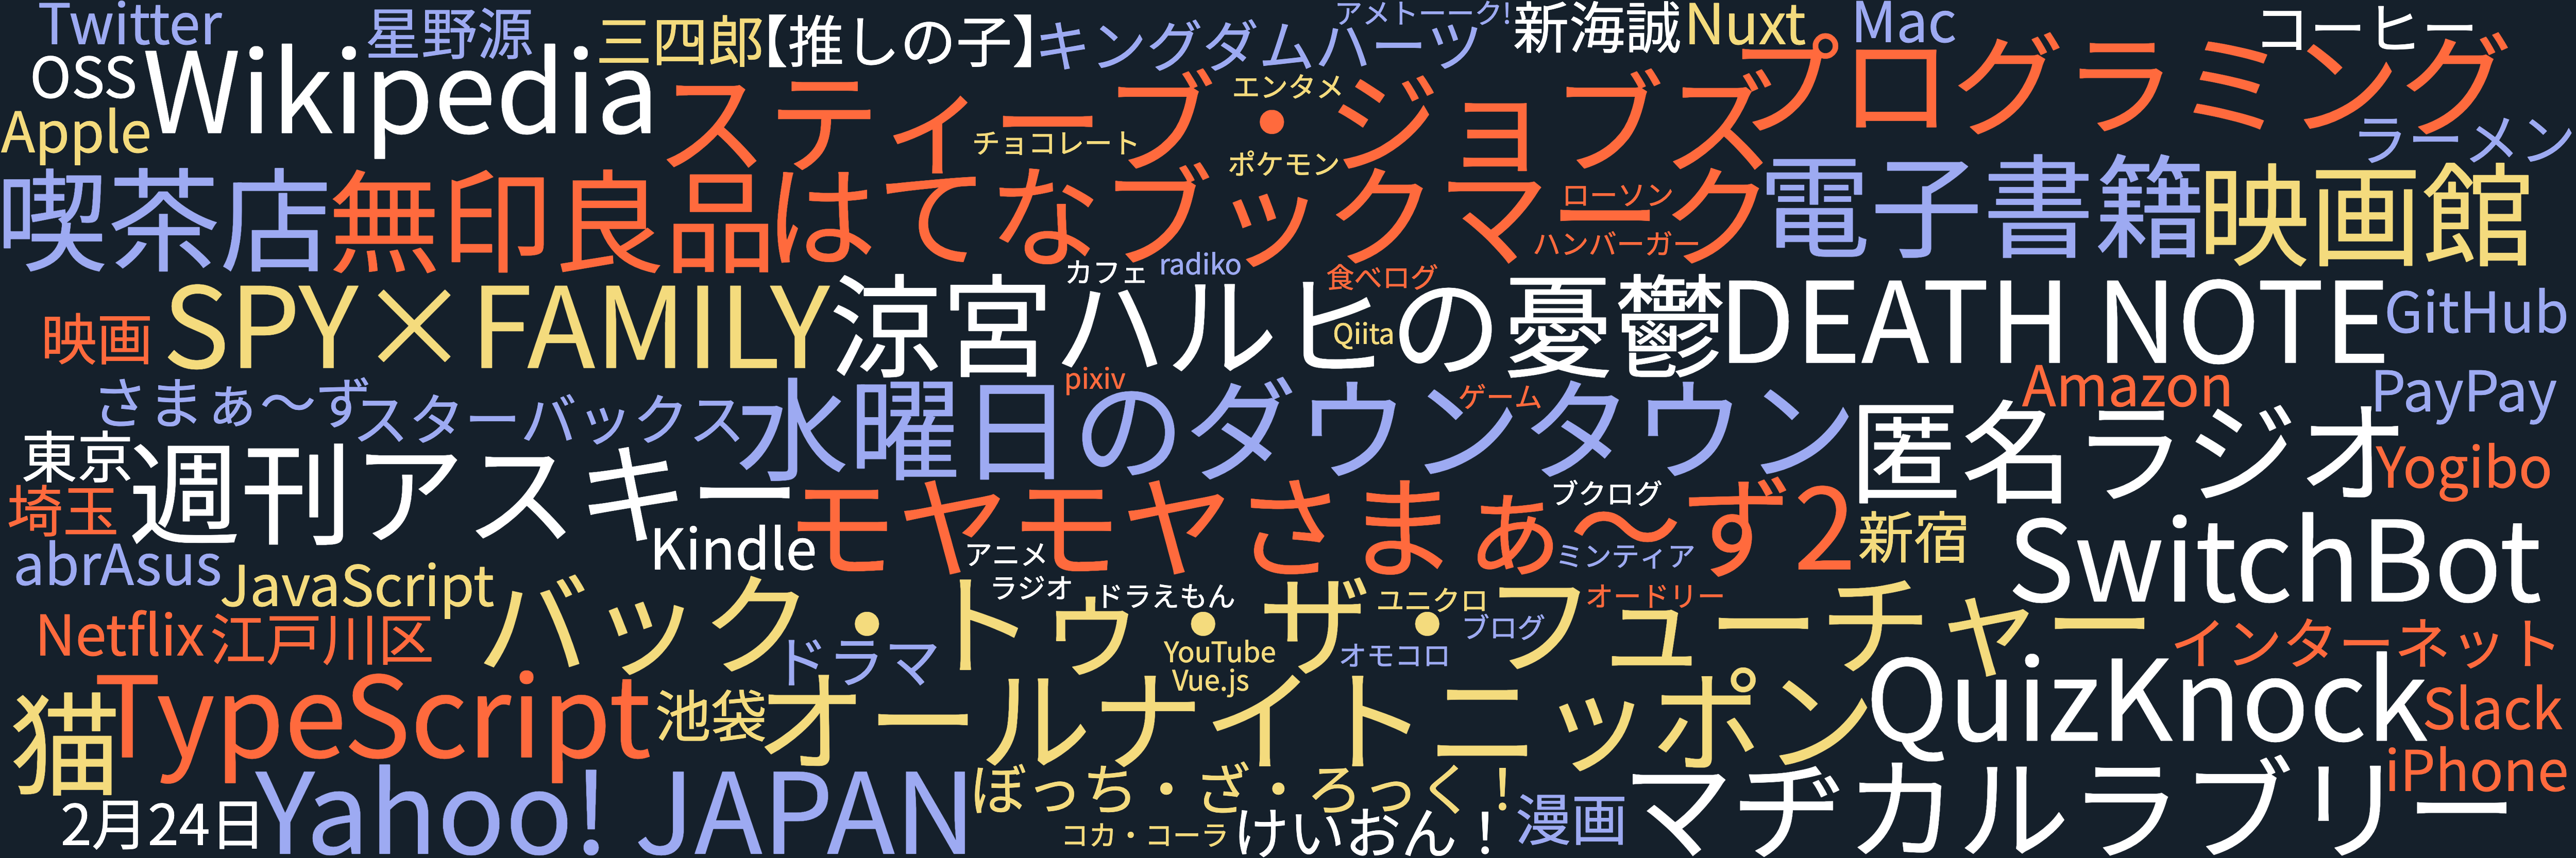 Twitter
星野源
三四郎
【推しの子】
キングダムハーツ
アメトーーク!
新海誠
Nuxt
Mac
コーヒー
OSS
Wikipedia
スティーブ・ジョブズ
エンタメ
プログラミング
Apple
チョコレート
ポケモン
ラーメン
喫茶店
無印良品
はてなブックマーク
ローソン
ハンバーガー
電子書籍
映画館
カフェ
radiko
食べログ
映画
SPY×FAMILY
涼宮ハルヒの憂鬱
Qiita
DEATH NOTE
GitHub
さまぁ～ず
スターバックス
pixiv
水曜日のダウンタウン
ゲーム
Amazon
PayPay
東京
週刊アスキー
匿名ラジオ
Yogibo
埼玉
モヤモヤさまぁ～ず2
ブクログ
新宿
SwitchBot
Kindle
アニメ
ミンティア
abrAsus
JavaScript
ラジオ
ドラえもん
ユニクロ
オードリー
バック・トゥ・ザ・フューチャー
Netflix
江戸川区
ブログ
インターネット
ドラマ
YouTube
オモコロ
Vue.js
猫
TypeScript
池袋
オールナイトニッポン
QuizKnock
Slack
2月24日
Yahoo! JAPAN
ぼっち・ざ・ろっく！
コカ・コーラ
けいおん！
漫画
マヂカルラブリー
iPhone